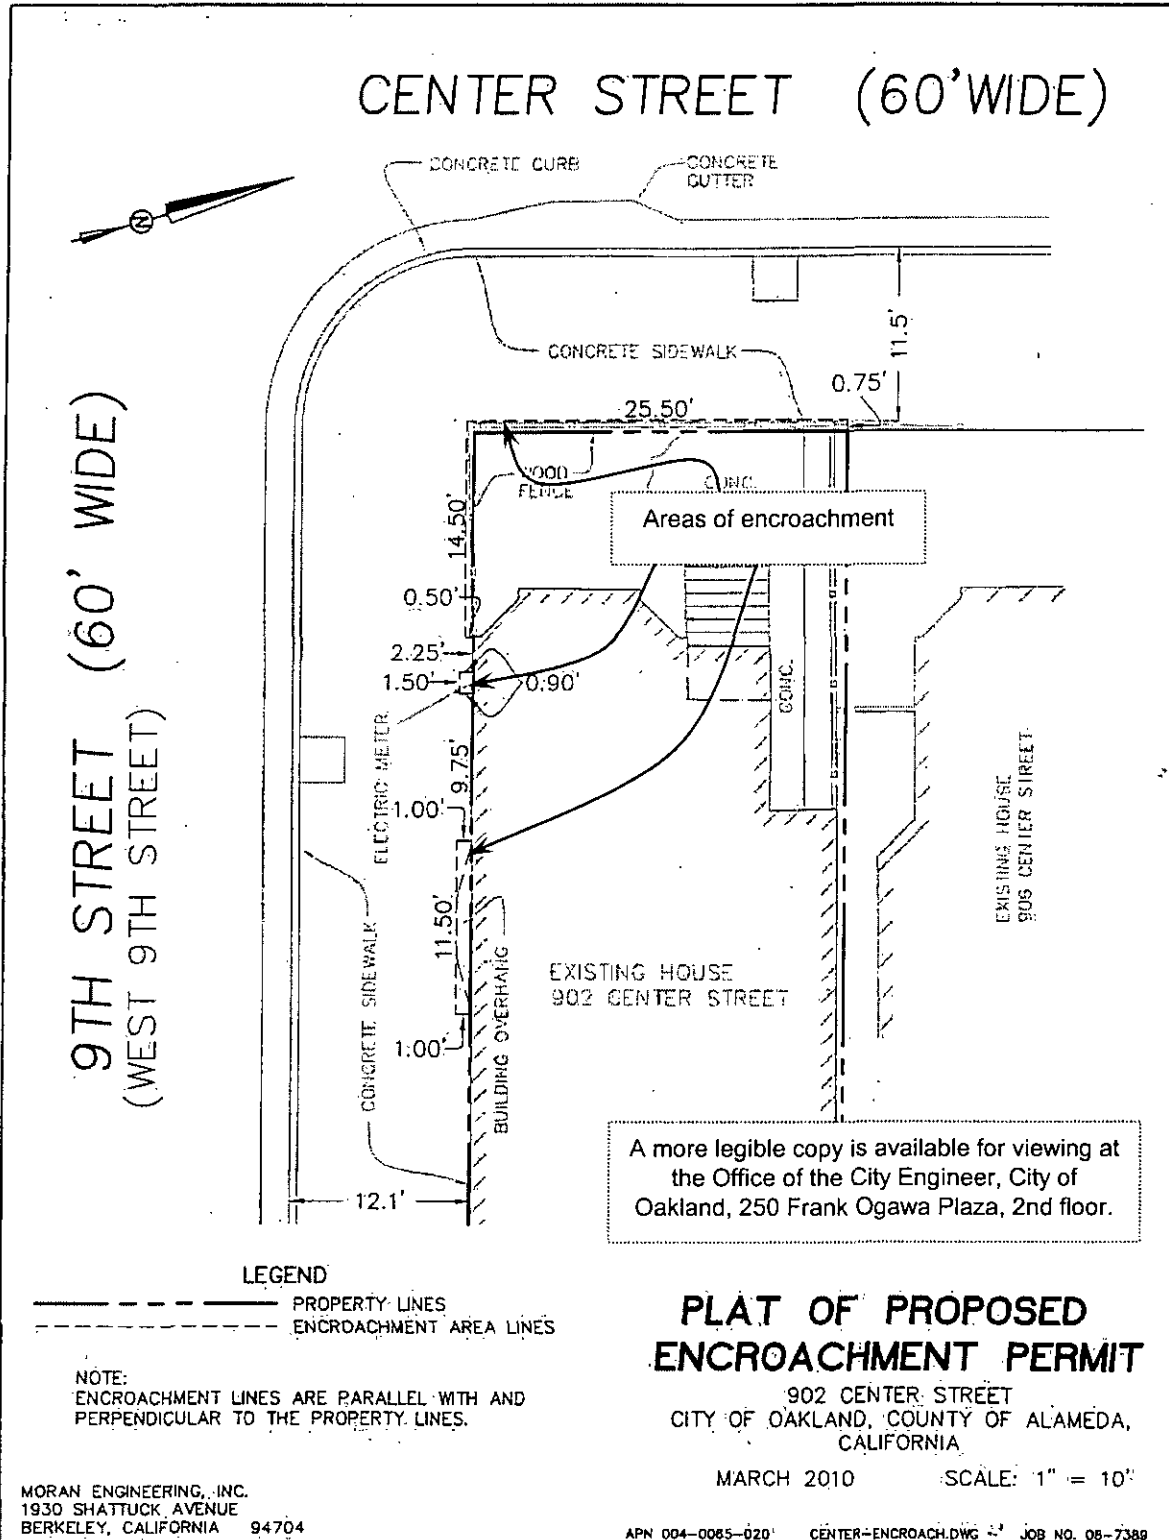 CENTER STREET (60'WIDE)
CONCRETE CURB
CONCRETE
GUTTER
N
CONCRETE SIDEWALK
11.5'
0.75'
25.50'
WOOD
FENCE
CONC.
Areas of encroachment
14.50'
0.50'
2.25'
1.50'
0.90'
ELECTRIC METER
9.75'
1.00'
11.50'
1.00'
CONC.
9TH STREET (60' WIDE)
(WEST 9TH STREET)
CONCRETE SIDEWALK
BUILDING OVERHANG
EXISTING HOUSE
902 CENTER STREET
EXISTING HOUSE
906 CENTER STREET
12.1'
A more legible copy is available for viewing at
the Office of the City Engineer, City of
Oakland, 250 Frank Ogawa Plaza, 2nd floor.
LEGEND
PROPERTY LINES
ENCROACHMENT AREA LINES
NOTE:
ENCROACHMENT LINES ARE PARALLEL WITH AND
PERPENDICULAR TO THE PROPERTY LINES.
PLAT OF PROPOSED
ENCROACHMENT PERMIT
902 CENTER STREET
CITY OF OAKLAND, COUNTY OF ALAMEDA,
CALIFORNIA
MARCH 2010 SCALE: 1" = 10'
MORAN ENGINEERING, INC.
1930 SHATTUCK AVENUE
BERKELEY, CALIFORNIA 94704
APN 004-0065-020 CENTER-ENCROACH.DWG JOB NO. 08-7389